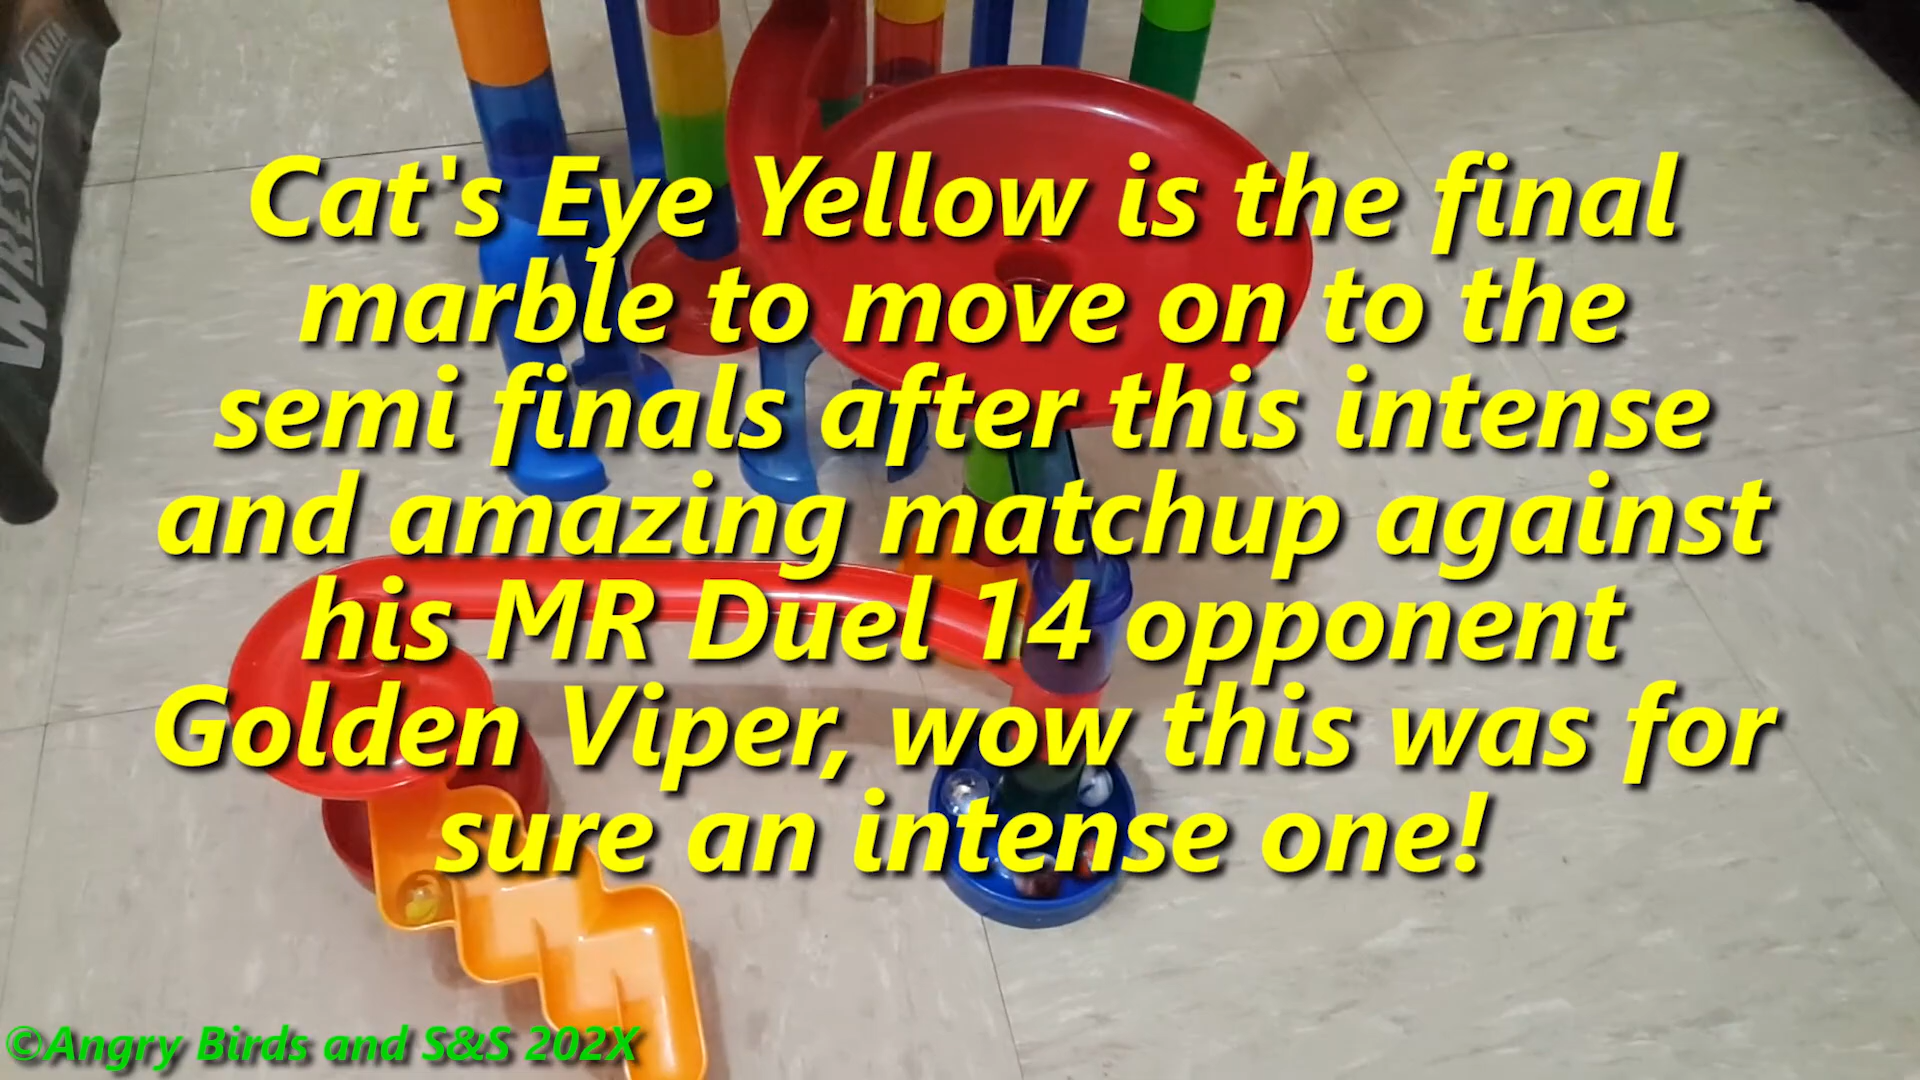 WRESTLEMANIA
Cat's Eye Yellow is the final
marble to move on to the
semi finals after this intense
and amazing matchup against
his MR Duel 14 opponent
Golden Viper, wow this was for
sure an intense one!
©Angry Birds and S&S 202X